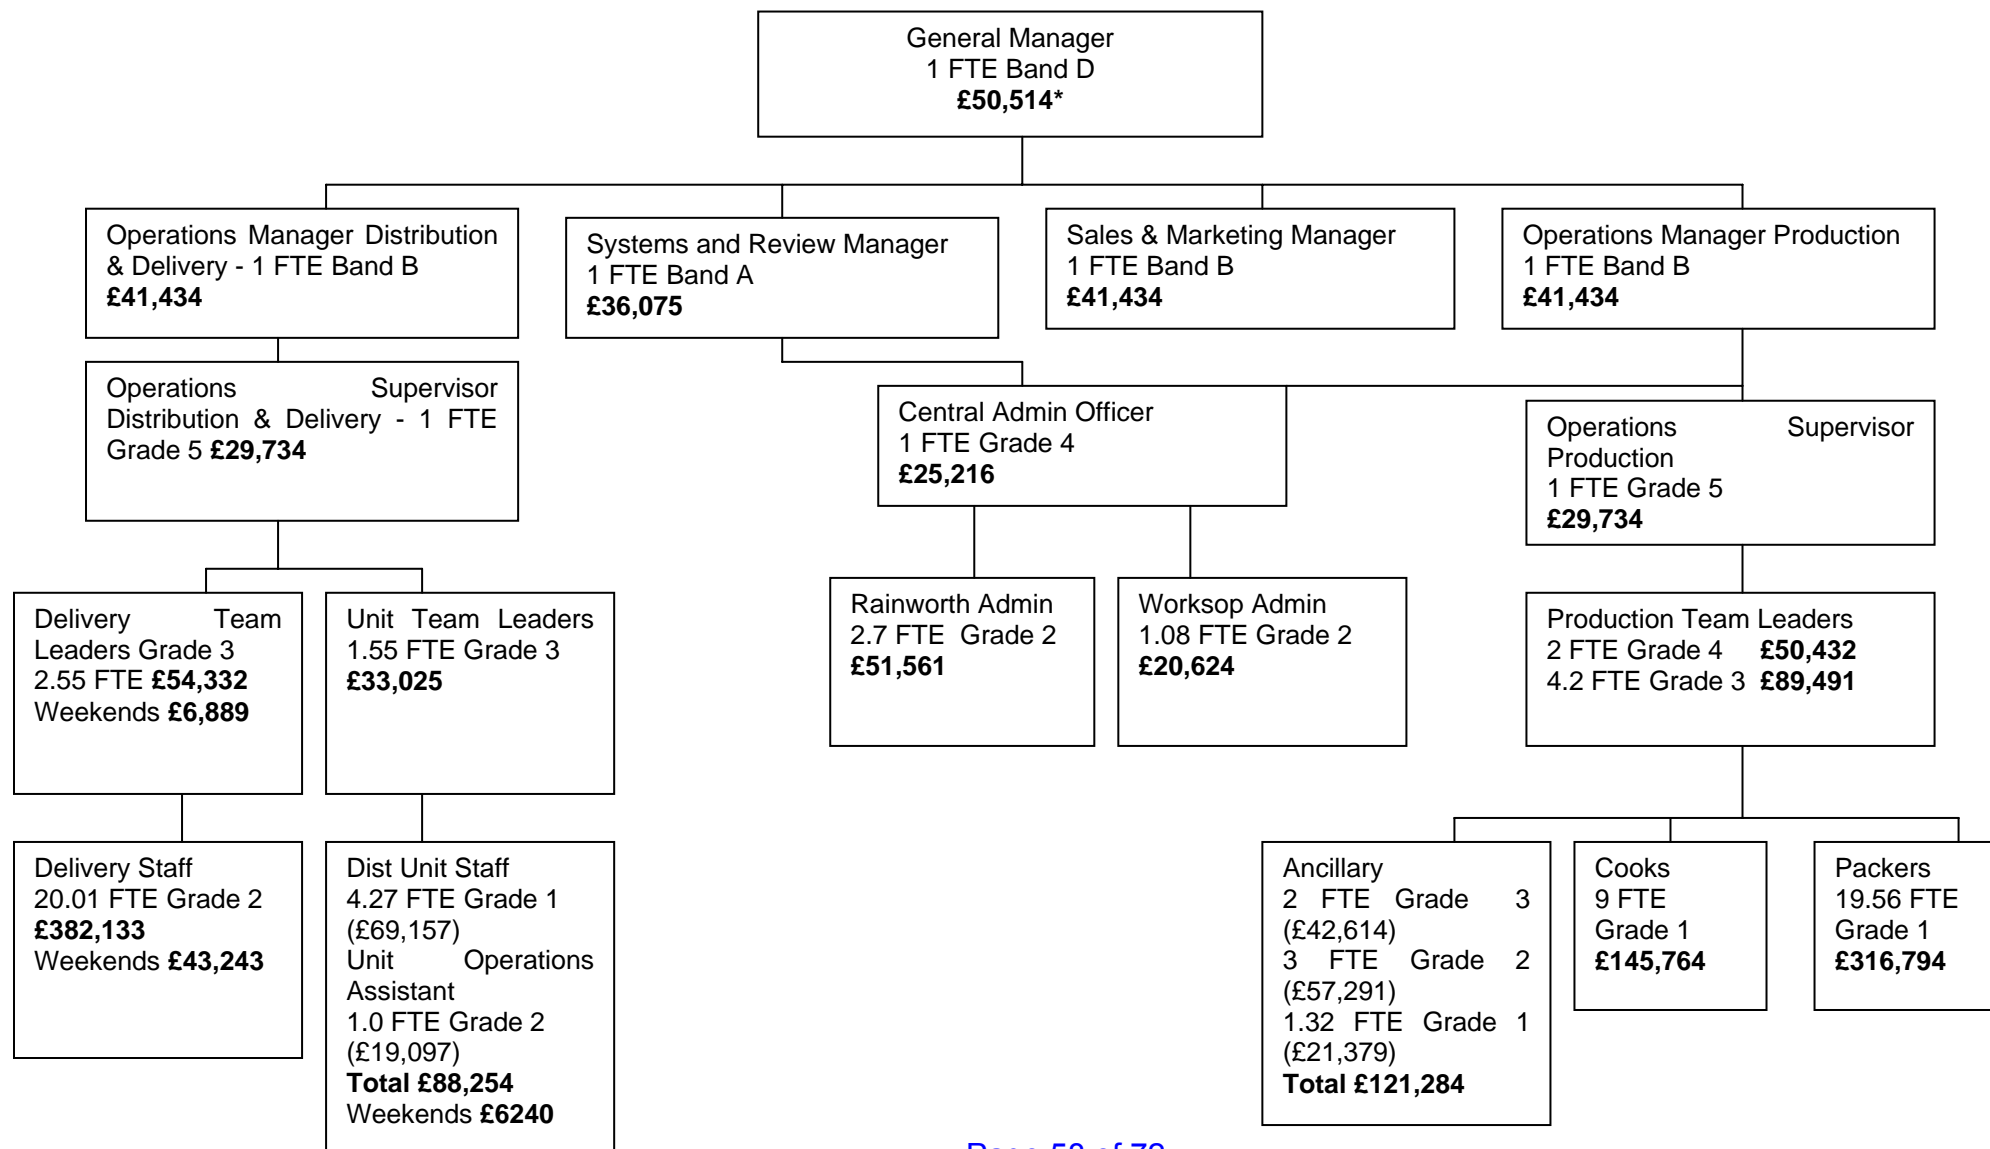 General Manager
1 FTE Band D
£50,514*
Operations Manager Distribution
& Delivery - 1 FTE Band B
£41,434
Systems and Review Manager
1 FTE Band A
£36,075
Sales & Marketing Manager
1 FTE Band B
£41,434
Operations Manager Production
1 FTE Band B
£41,434
Operations Supervisor
Distribution & Delivery - 1 FTE
Grade 5 £29,734
Central Admin Officer
1 FTE Grade 4
£25,216
Operations Supervisor
Production
1 FTE Grade 5
£29,734
Delivery Team
Leaders Grade 3
2.55 FTE £54,332
Weekends £6,889
Unit Team Leaders
1.55 FTE Grade 3
£33,025
Rainworth Admin
2.7 FTE Grade 2
£51,561
Worksop Admin
1.08 FTE Grade 2
£20,624
Production Team Leaders
2 FTE Grade 4 £50,432
4.2 FTE Grade 3 £89,491
Delivery Staff
20.01 FTE Grade 2
£382,133
Weekends £43,243
Dist Unit Staff
4.27 FTE Grade 1
(£69,157)
Unit Operations
Assistant
1.0 FTE Grade 2
(£19,097)
Total £88,254
Weekends £6240
Ancillary
2 FTE Grade 3
(£42,614)
3 FTE Grade 2
(£57,291)
1.32 FTE Grade 1
(£21,379)
Total £121,284
Cooks
9 FTE
Grade 1
£145,764
Packers
19.56 FTE
Grade 1
£316,794